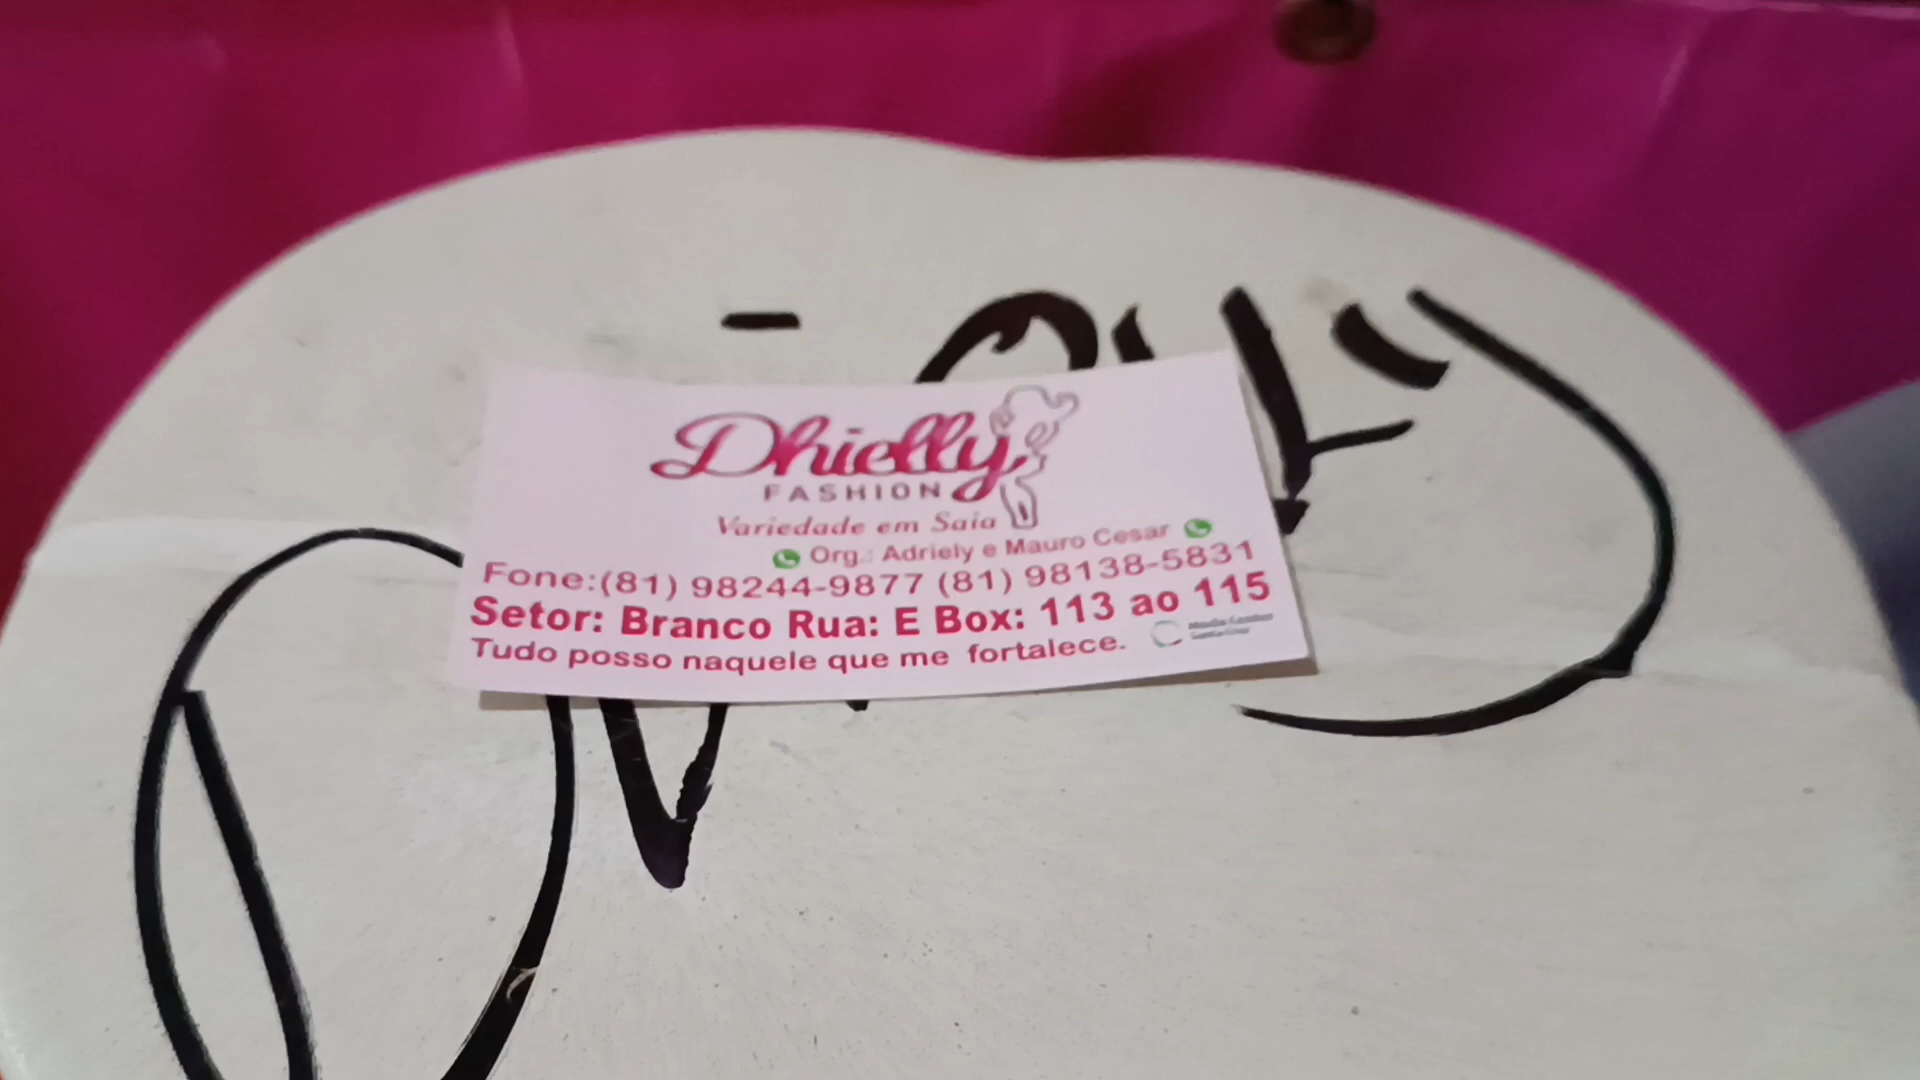 Dhielly
FASHION
Variedade em Saia
Org.: Adriely e Mauro Cesar
Fone:(81) 98244-9877 (81) 98138-5831
Setor: Branco Rua: E Box: 113 ao 115
Tudo posso naquele que me fortalece.